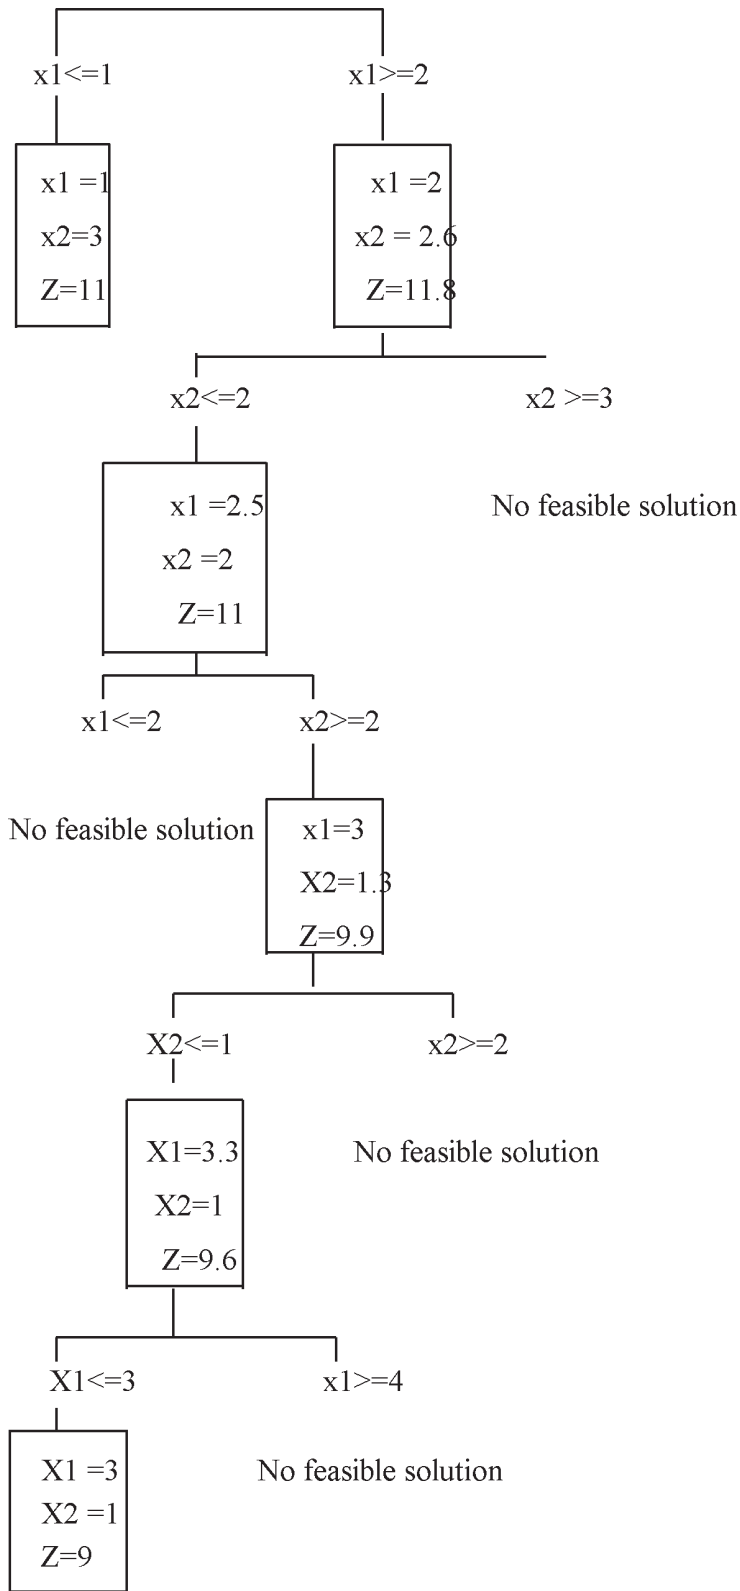 x1<=1
x1>=2
x1 =1
x2=3
Z=11
x1 =2
x2 = 2.6
Z=11.8
x2<=2
x2 >=3
x1 =2.5
x2 =2
Z=11
No feasible solution
x1<=2
x2>=2
No feasible solution
x1=3
X2=1.3
Z=9.9
X2<=1
x2>=2
X1=3.3
X2=1
Z=9.6
No feasible solution
X1<=3
x1>=4
X1 =3
X2 =1
Z=9
No feasible solution